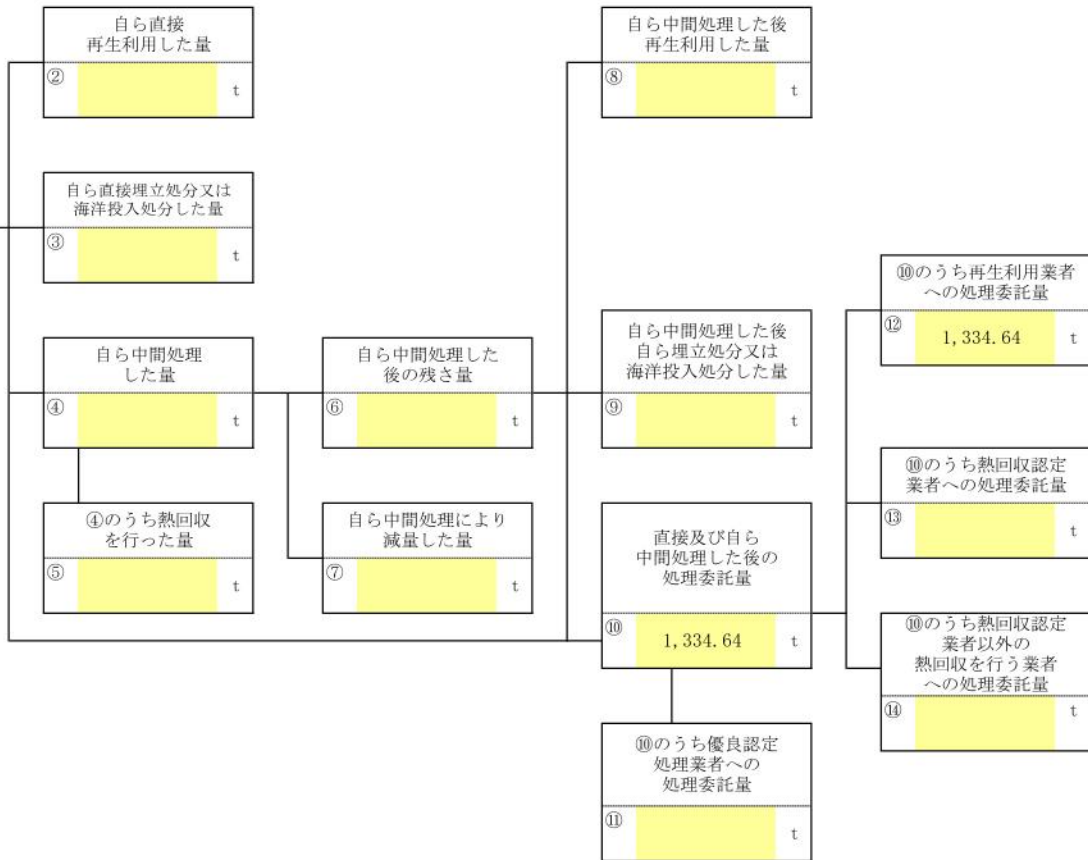 自ら直接
再生利用した量
②
t
自ら中間処理した後
再生利用した量
⑧
t
自ら直接埋立処分又は
海洋投入処分した量
③
t
⑩のうち再生利用業者
への処理委託量
⑫
1,334.64
t
自ら中間処理
した量
④
t
自ら中間処理した
後の残さ量
⑥
t
自ら中間処理した後
自ら埋立処分又は
海洋投入処分した量
⑨
t
⑩のうち熱回収認定
業者への処理委託量
⑬
t
④のうち熱回収
を行った量
⑤
t
自ら中間処理により
減量した量
⑦
t
直接及び自ら
中間処理した後の
処理委託量
⑩
1,334.64
t
⑩のうち熱回収認定
業者以外の
熱回収を行う業者
への処理委託量
⑭
t
⑩のうち優良認定
処理業者への
処理委託量
⑪
t